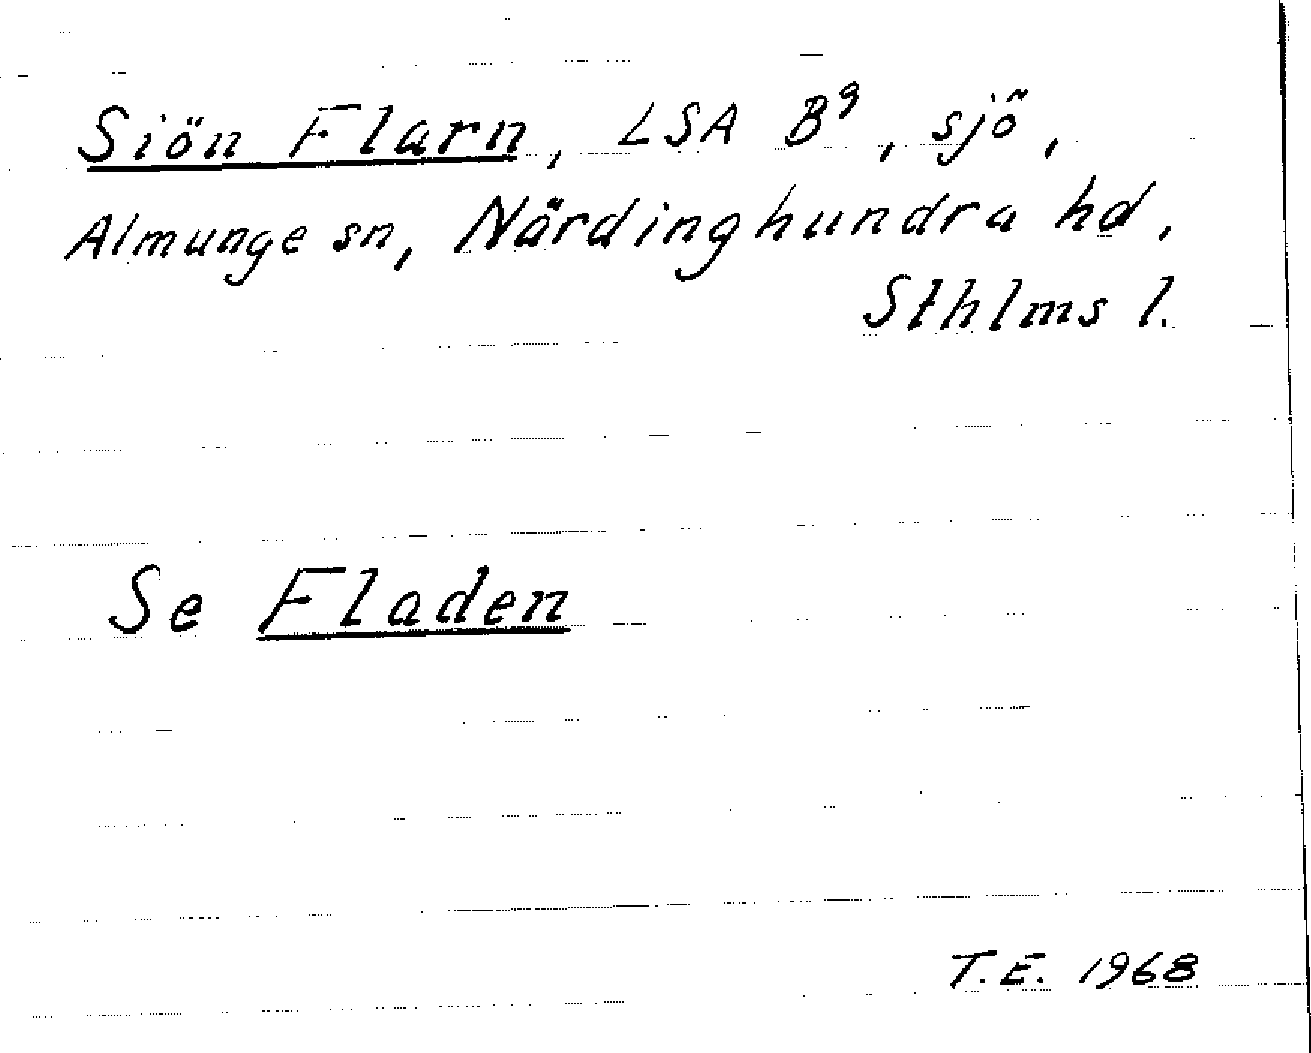 Siön Flarn, LSA B⁹, sjö,
Almunge sn, Närdinghundra hd,
Sthlms l.
Se Fladen
T.E. 1968